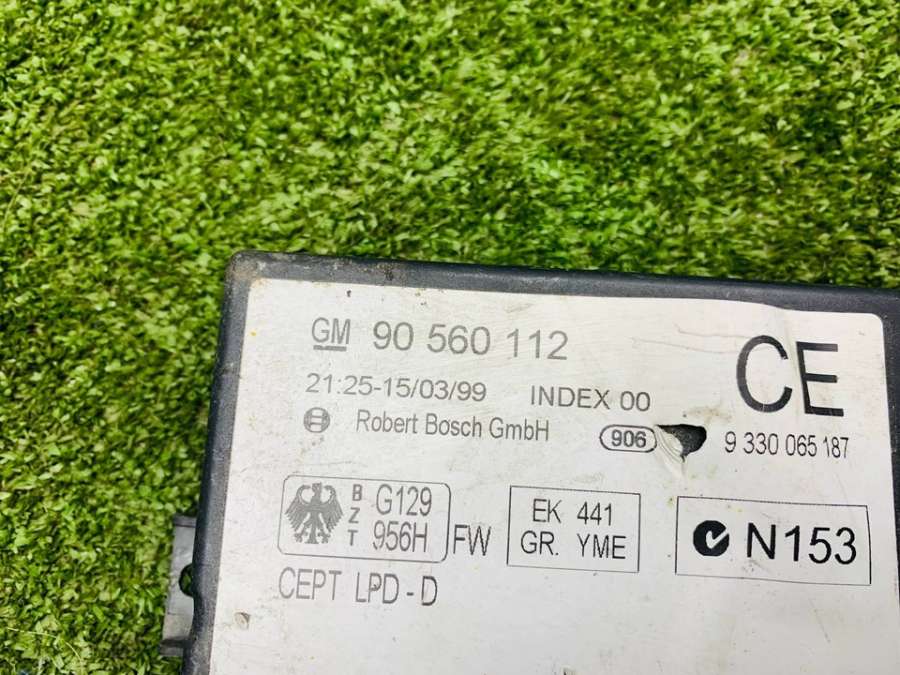 GM 90 560 112
CE
21:25-15/03/99 INDEX 00
Robert Bosch GmbH
906
9 330 065 187
BZT G129
956H
FW
EK 441
GR. YME
N153
CEPT LPD - D